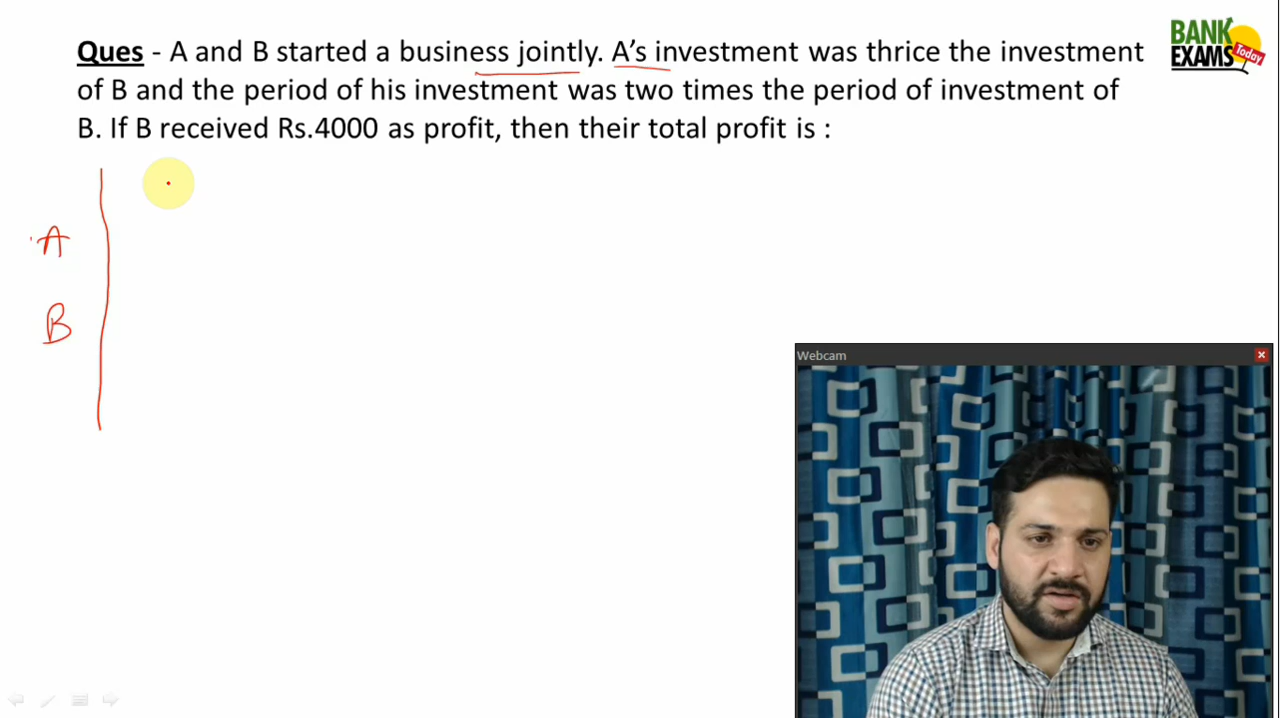 Ques - A and B started a business jointly. A’s investment was thrice the investment
of B and the period of his investment was two times the period of investment of
B. If B received Rs.4000 as profit, then their total profit is :
BANK
EXAMS Today
A
B
Webcam